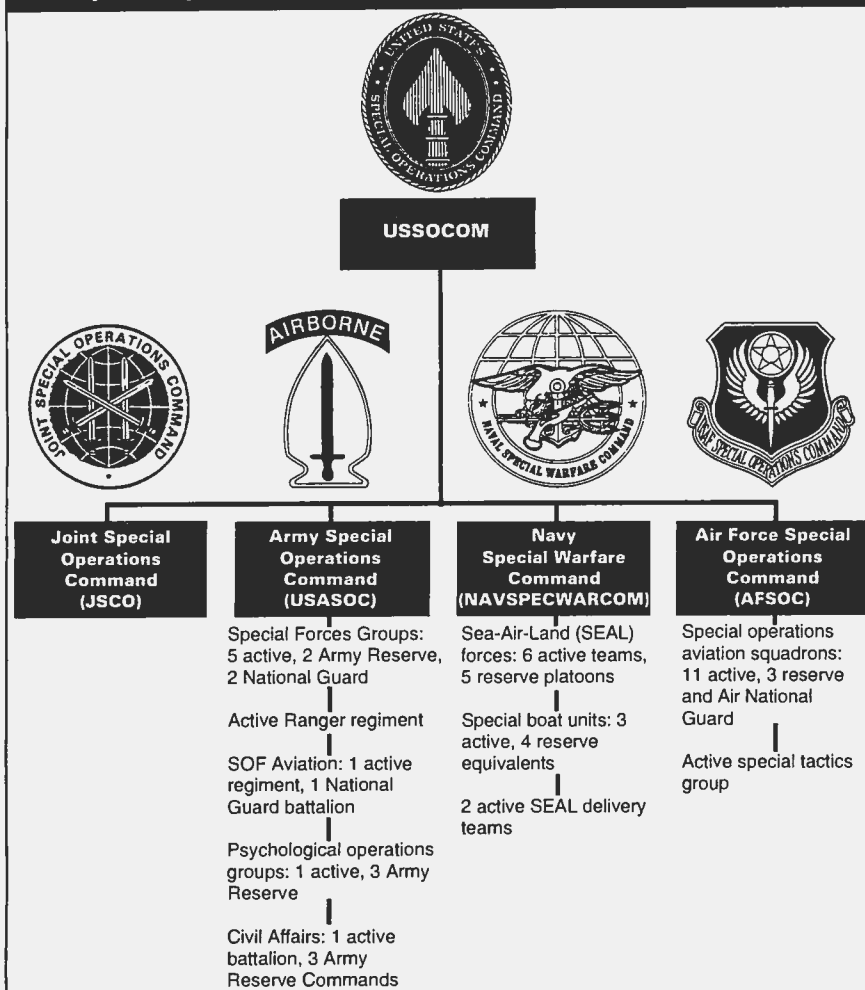 UNITED STATES
SPECIAL OPERATIONS COMMAND
USSOCOM
JOINT SPECIAL OPERATIONS COMMAND
AIRBORNE
NAVAL SPECIAL WARFARE COMMAND
USAF SPECIAL OPERATIONS COMMAND
Joint Special
Operations
Command
(JSCO)
Army Special
Operations
Command
(USASOC)
Special Forces Groups:
5 active, 2 Army Reserve,
2 National Guard
Active Ranger regiment
SOF Aviation: 1 active
regiment, 1 National
Guard battalion
Psychological operations
groups: 1 active, 3 Army
Reserve
Civil Affairs: 1 active
battalion, 3 Army
Reserve Commands
Navy
Special Warfare
Command
(NAVSPECWARCOM)
Sea-Air-Land (SEAL)
forces: 6 active teams,
5 reserve platoons
Special boat units: 3
active, 4 reserve
equivalents
2 active SEAL delivery
teams
Air Force Special
Operations
Command
(AFSOC)
Special operations
aviation squadrons:
11 active, 3 reserve
and Air National
Guard
Active special tactics
group